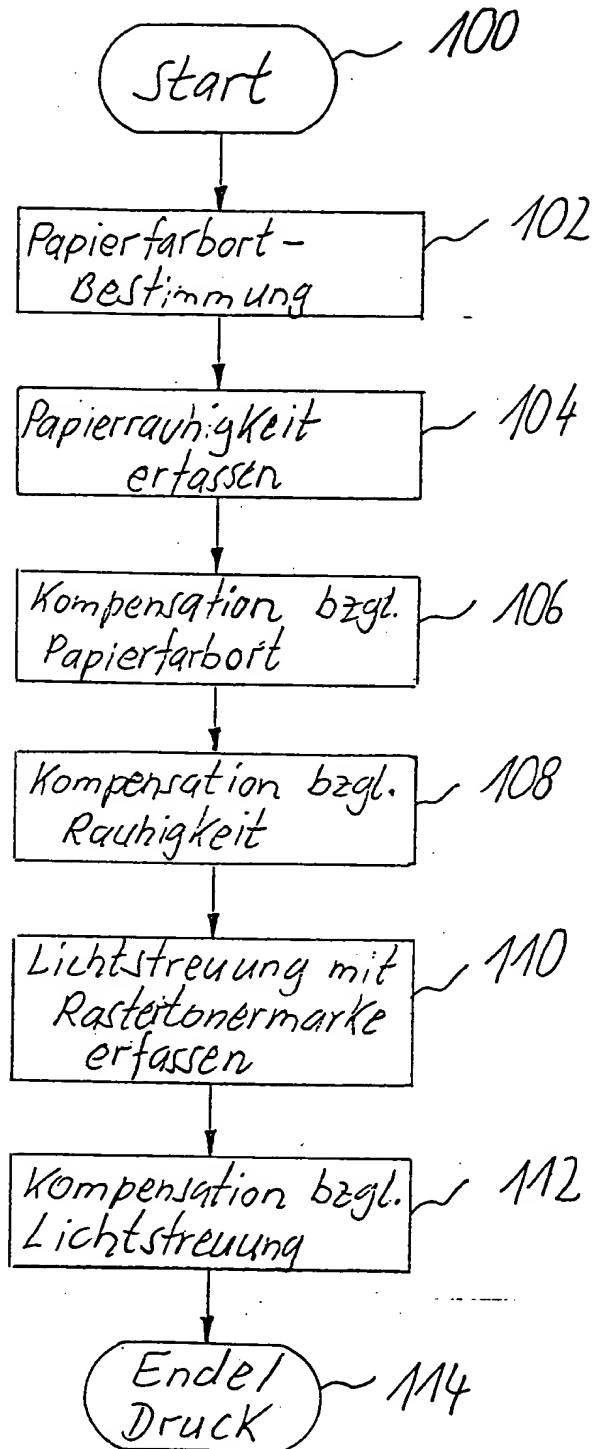 100
Start
102
Papierfarbort-
Bestimmung
104
Papierrauhigkeit
erfassen
106
Kompensation bzgl.
Papierfarbort
108
Kompensation bzgl.
Rauhigkeit
110
Lichtstreuung mit
Rastertonermarke
erfassen
112
Kompensation bzgl.
Lichtstreuung
114
Ende/
Druck